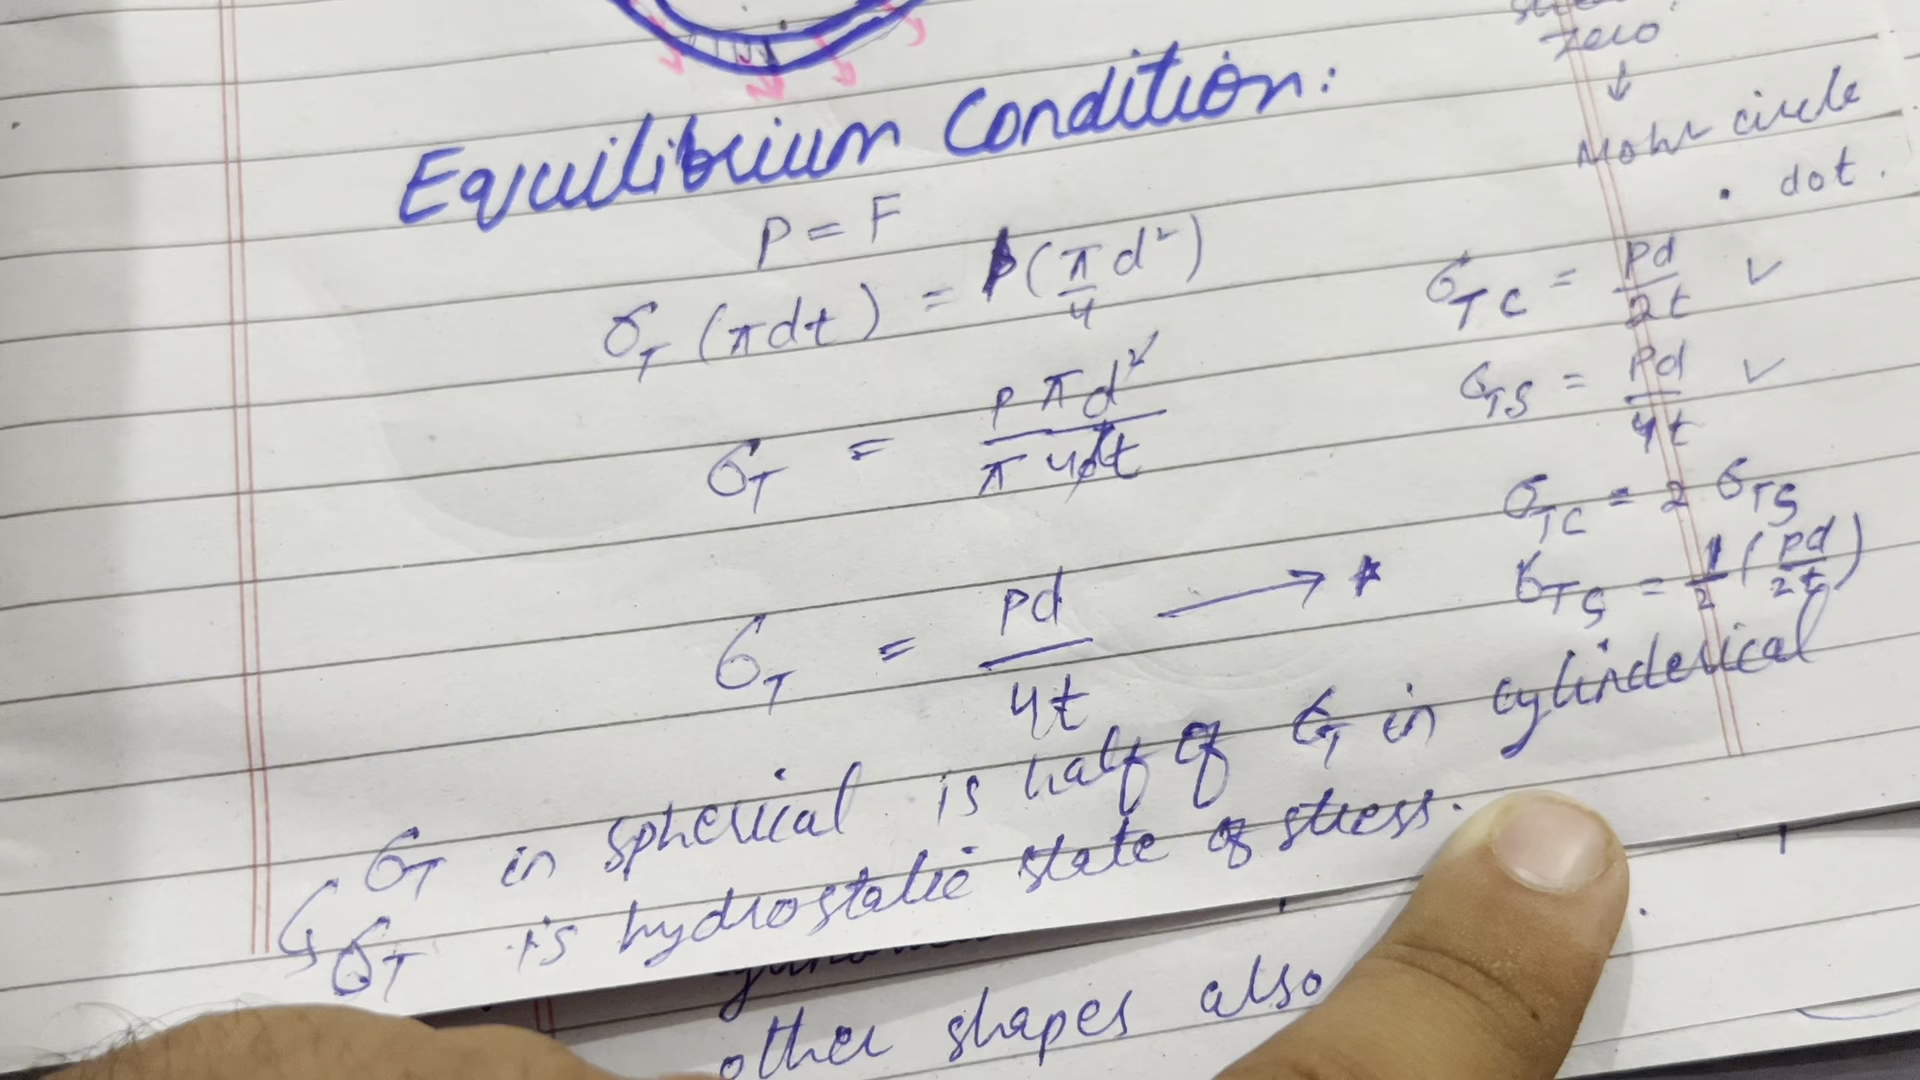 zero
↓
Mohr circle
. dot.
Equilibrium Condition:
P = F
σT (πdt) = P(π/4 d²)
σT = P πd² / π 4dt
σT = Pd / 4t → *
σTC = Pd / 2t ✓
σTS = Pd / 4t ✓
σTC = 2 σTS
σTS = 1/2 (Pd / 2t)
σT in spherical is half of σT in cylinderical
↳ σT is hydrostatic state of stress.
other shapes also